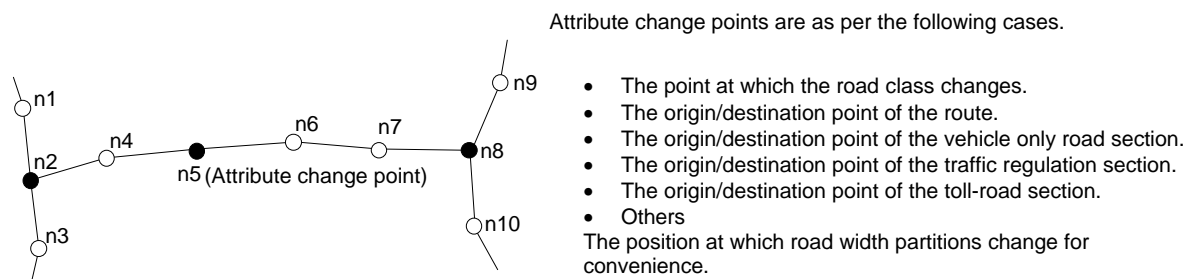 Attribute change points are as per the following cases.
n1
n2
n3
n4
n5 (Attribute change point)
n6
n7
n8
n9
n10
• The point at which the road class changes.
• The origin/destination point of the route.
• The origin/destination point of the vehicle only road section.
• The origin/destination point of the traffic regulation section.
• The origin/destination point of the toll-road section.
• Others
The position at which road width partitions change for
convenience.